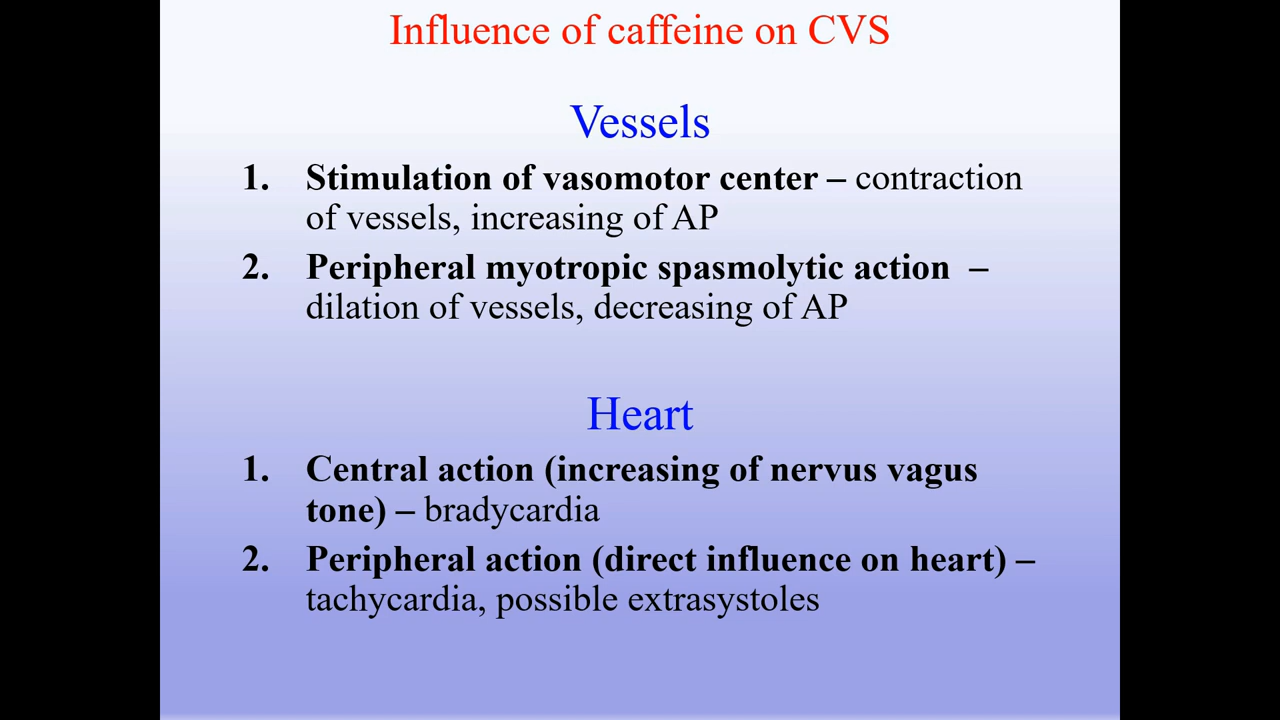 Influence of caffeine on CVS
Vessels
1. Stimulation of vasomotor center – contraction
of vessels, increasing of AP
2. Peripheral myotropic spasmolytic action –
dilation of vessels, decreasing of AP
Heart
1. Central action (increasing of nervus vagus
tone) – bradycardia
2. Peripheral action (direct influence on heart) –
tachycardia, possible extrasystoles